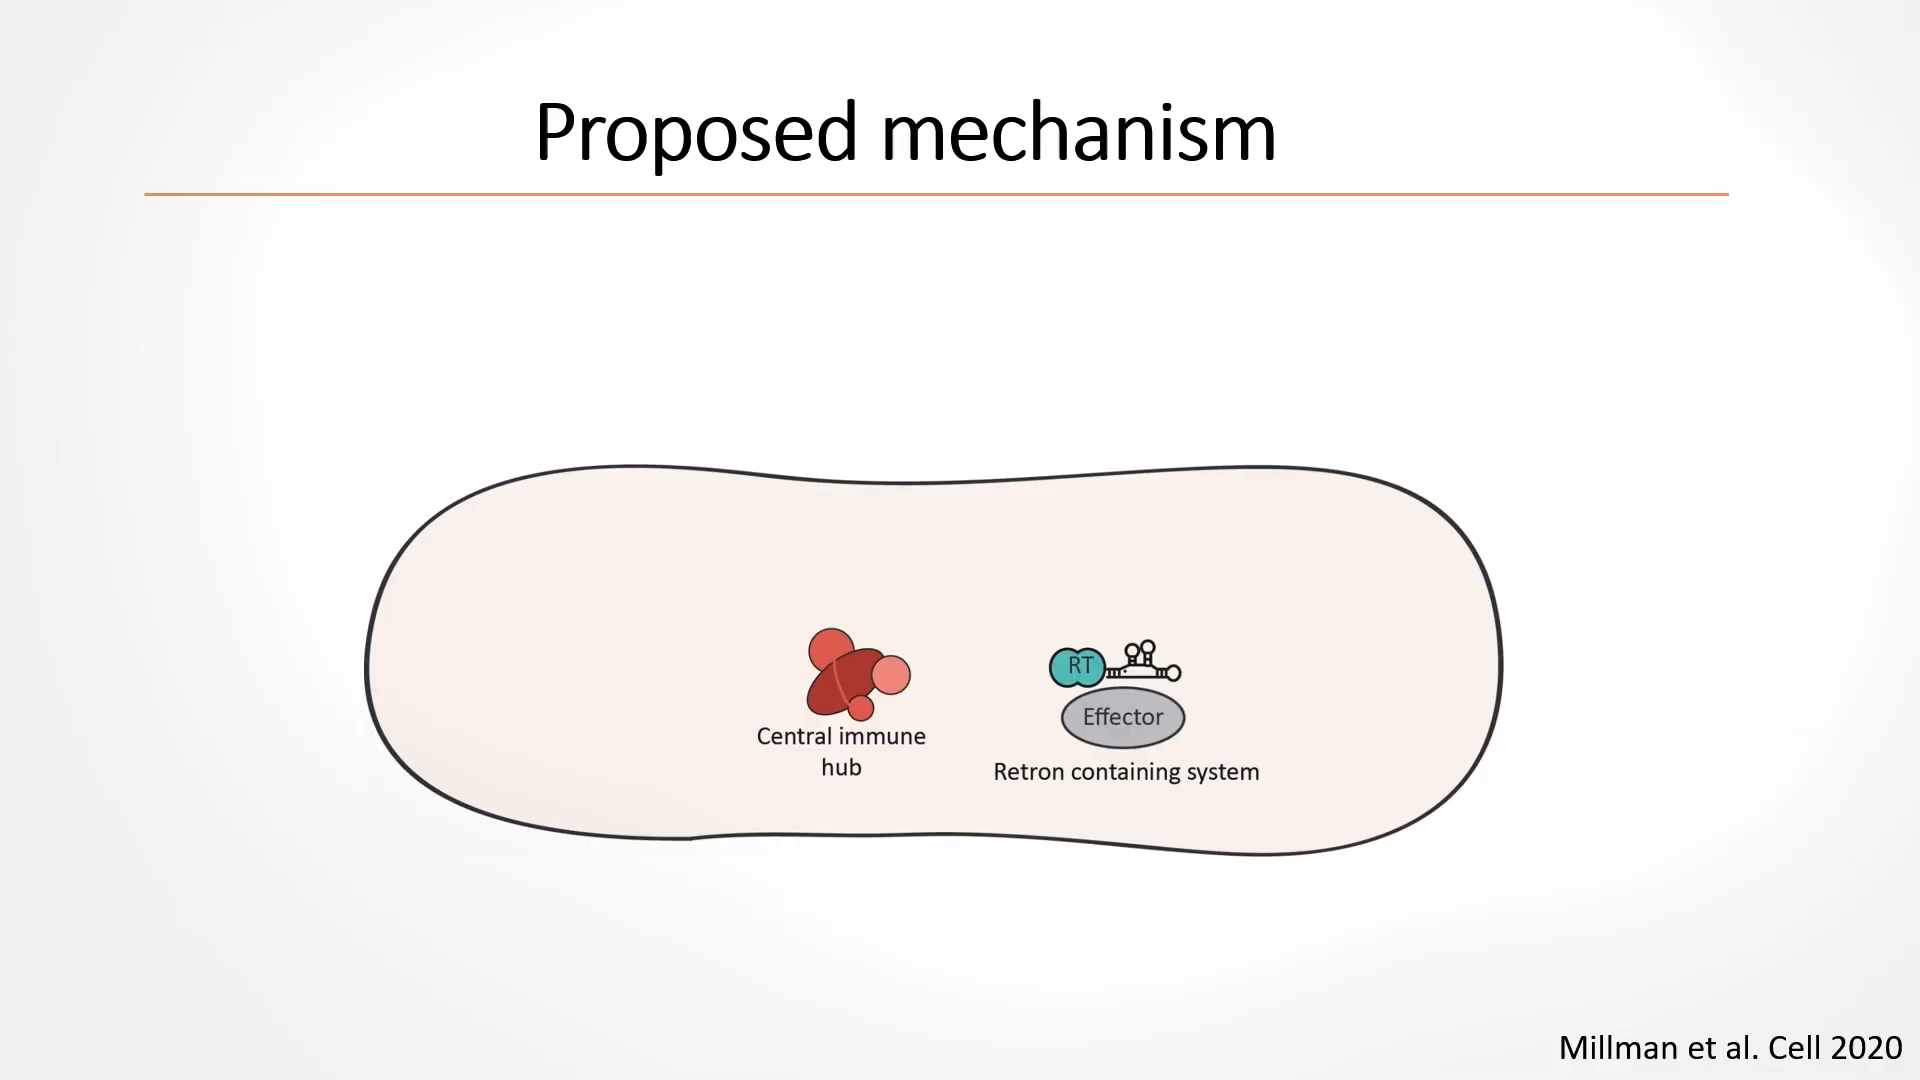 Proposed mechanism
RT
Effector
Central immune
hub
Retron containing system
Millman et al. Cell 2020